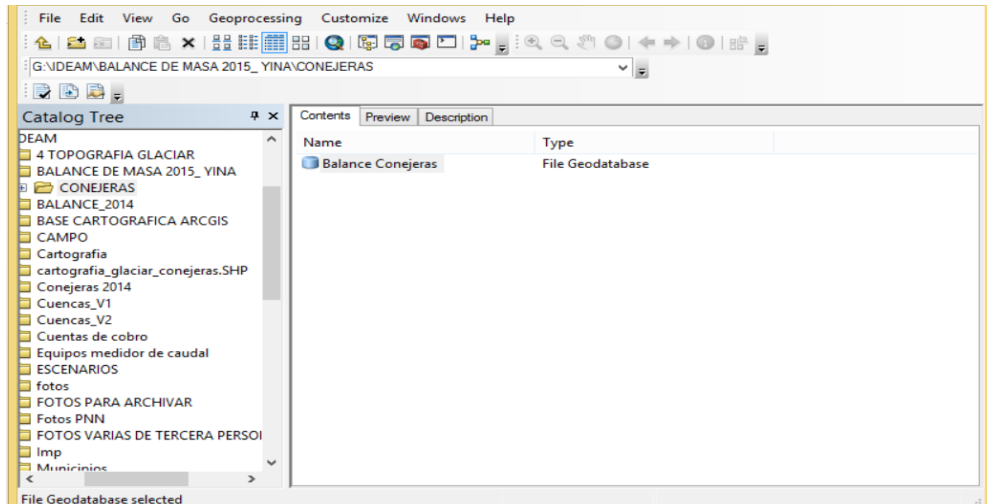 File Edit View Go Geoprocessing Customize Windows Help
G:\IDEAM\BALANCE DE MASA 2015_ YINA\CONEJERAS
Catalog Tree
DEAM
4 TOPOGRAFIA GLACIAR
BALANCE DE MASA 2015_ YINA
CONEJERAS
BALANCE_2014
BASE CARTOGRAFICA ARCGIS
CAMPO
Cartografia
cartografia_glaciar_conejeras.SHP
Conejeras 2014
Cuencas_V1
Cuencas_V2
Cuentas de cobro
Equipos medidor de caudal
ESCENARIOS
fotos
FOTOS PARA ARCHIVAR
Fotos PNN
FOTOS VARIAS DE TERCERA PERSOI
Imp
Municipios
Contents Preview Description
Name Type
Balance Conejeras File Geodatabase
File Geodatabase selected